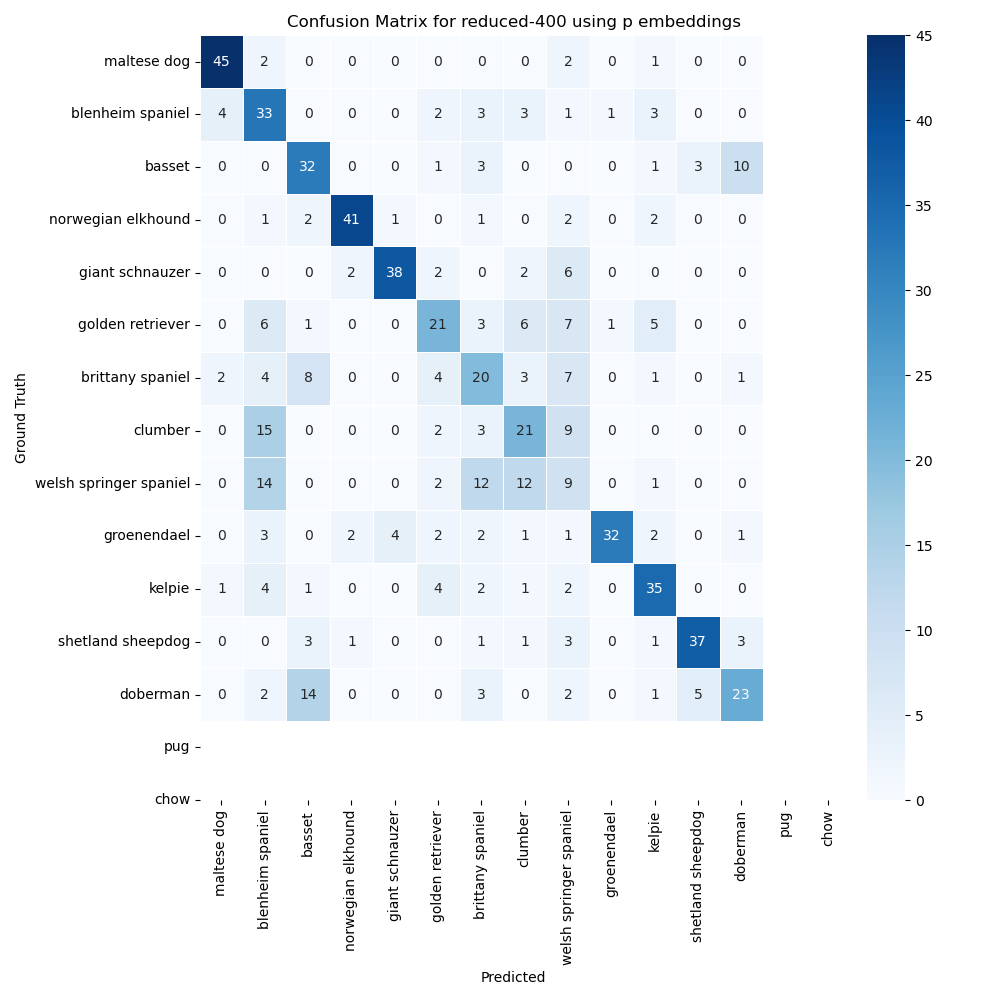 Confusion Matrix for reduced-400 using p embeddings
maltese dog 45 2 0 0 0 0 0 0 2 0 1 0 0
blenheim spaniel 4 33 0 0 0 2 3 3 1 1 3 0 0
basset 0 0 32 0 0 1 3 0 0 0 1 3 10
norwegian elkhound 0 1 2 41 1 0 1 0 2 0 2 0 0
giant schnauzer 0 0 0 2 38 2 0 2 6 0 0 0 0
golden retriever 0 6 1 0 0 21 3 6 7 1 5 0 0
brittany spaniel 2 4 8 0 0 4 20 3 7 0 1 0 1
clumber 0 15 0 0 0 2 3 21 9 0 0 0 0
welsh springer spaniel 0 14 0 0 0 2 12 12 9 0 1 0 0
groenendael 0 3 0 2 4 2 2 1 1 32 2 0 1
kelpie 1 4 1 0 0 4 2 1 2 0 35 0 0
shetland sheepdog 0 0 3 1 0 0 1 1 3 0 1 37 3
doberman 0 2 14 0 0 0 3 0 2 0 1 5 23
pug
chow
Ground Truth
maltese dog
blenheim spaniel
basset
norwegian elkhound
giant schnauzer
golden retriever
brittany spaniel
clumber
welsh springer spaniel
groenendael
kelpie
shetland sheepdog
doberman
pug
chow
Predicted
45
40
35
30
25
20
15
10
5
0